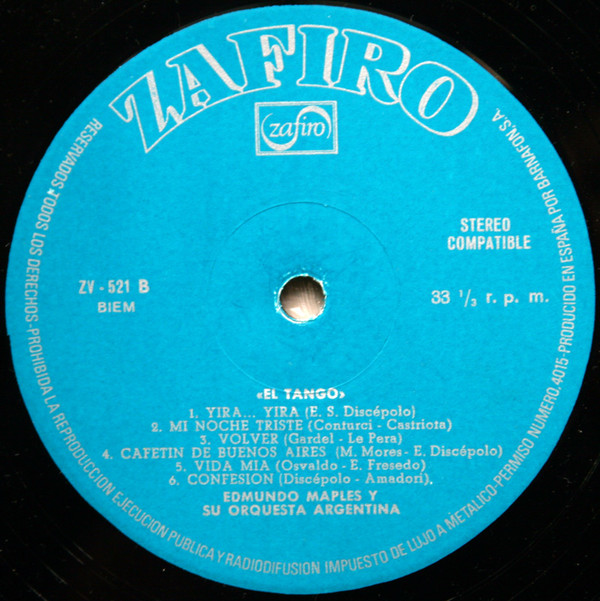 ZAFIRO
zafiro
STEREO
COMPATIBLE
ZV - 521 B
BIEM
33 1/3 r. p. m.
«EL TANGO»
1. YIRA... YIRA (E. S. Discépolo)
2. MI NOCHE TRISTE (Conturci - Castriota)
3. VOLVER (Gardel - Le Pera)
4. CAFETIN DE BUENOS AIRES (M. Mores - E. Discépolo)
5. VIDA MIA (Osvaldo - E. Fresedo)
6. CONFESION (Discépolo - Amadori).
EDMUNDO MAPLES Y
SU ORQUESTA ARGENTINA
RESERVADOS TODOS LOS DERECHOS - PROHIBIDA LA REPRODUCCION EJECUCION PUBLICA Y RADIODIFUSION IMPUESTO DE LUJO A METALICO - PERMISO NUMERO. 4015 - PRODUCIDO EN ESPAÑA POR BARNAFON, S.A.